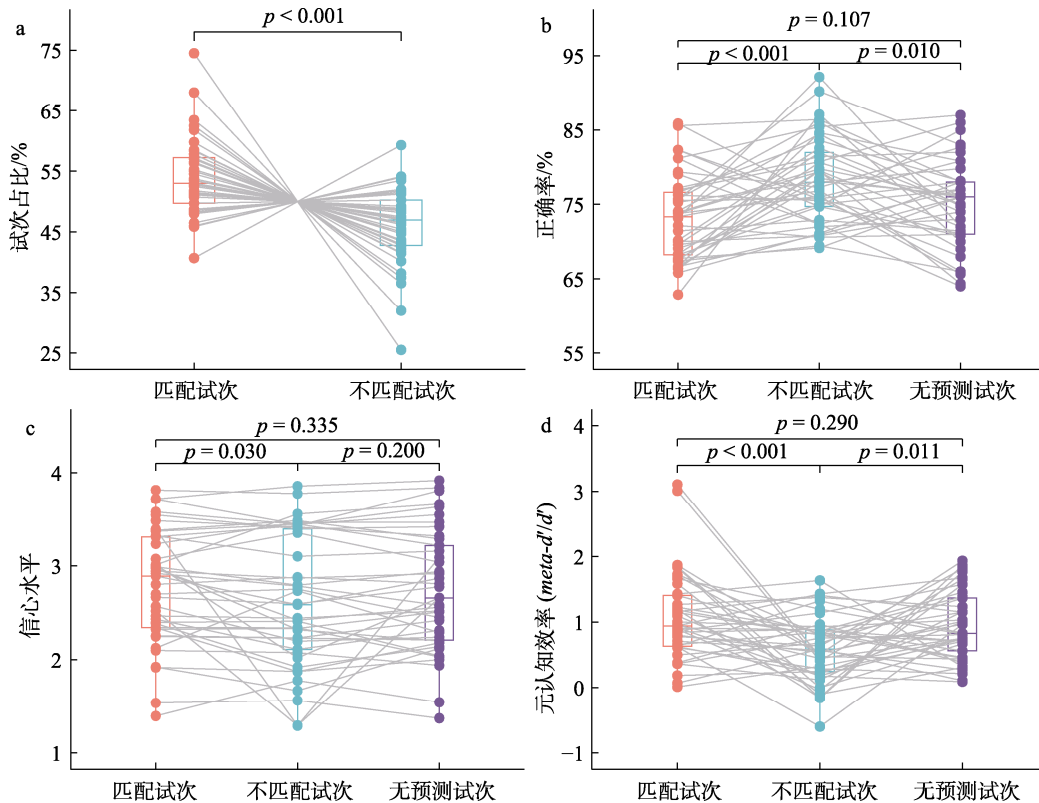 a
p < 0.001
75
65
55
45
35
25
试次占比/%
匹配试次
不匹配试次
b
p = 0.107
p < 0.001
p = 0.010
95
85
75
65
55
正确率/%
匹配试次
不匹配试次
无预测试次
c
p = 0.335
p = 0.030
p = 0.200
4
3
2
1
信心水平
匹配试次
不匹配试次
无预测试次
d
p = 0.290
p < 0.001
p = 0.011
4
3
2
1
0
−1
元认知效率 (meta-d′/d′)
匹配试次
不匹配试次
无预测试次